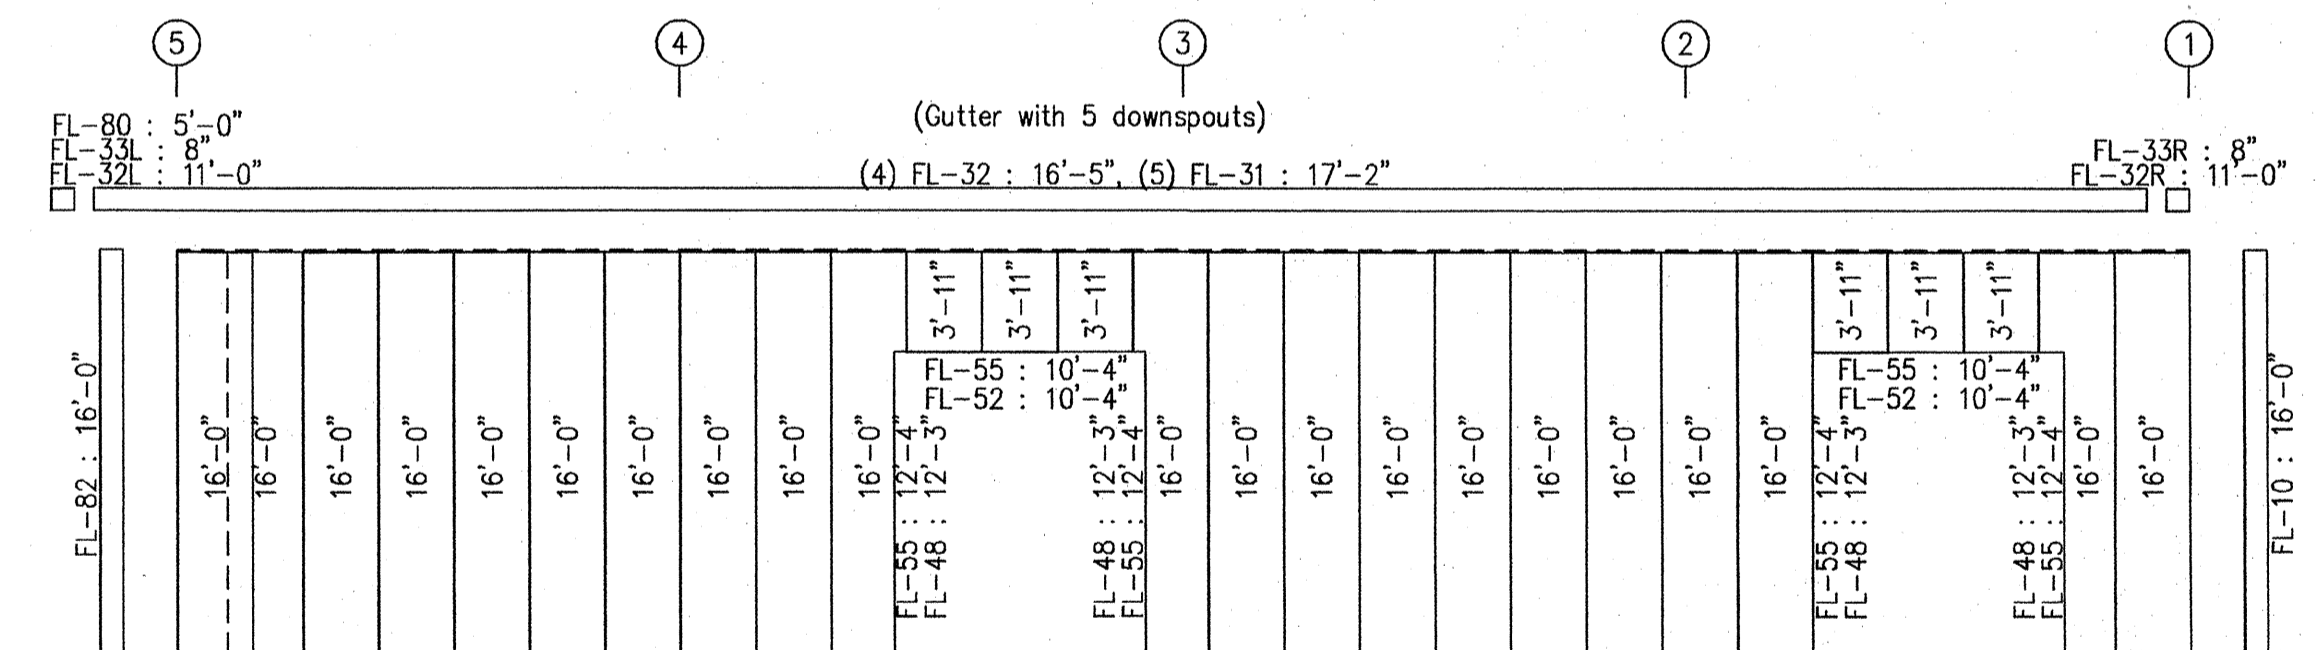 5 4 3 2 1
(Gutter with 5 downspouts)
FL-80 : 5'-0"
FL-33L : 8"
FL-32L : 11'-0"
(4) FL-32 : 16'-5", (5) FL-31 : 17'-2"
FL-33R : 8"
FL-32R : 11'-0"
3'-11"
3'-11"
3'-11"
3'-11"
3'-11"
3'-11"
FL-55 : 10'-4"
FL-52 : 10'-4"
FL-55 : 10'-4"
FL-52 : 10'-4"
FL-82 : 16'-0"
16'-0"
16'-0"
16'-0"
16'-0"
16'-0"
16'-0"
16'-0"
16'-0"
16'-0"
16'-0"
FL-55 : 12'-4"
FL-48 : 12'-3"
FL-48 : 12'-3"
FL-55 : 12'-4"
16'-0"
16'-0"
16'-0"
16'-0"
16'-0"
16'-0"
16'-0"
16'-0"
16'-0"
FL-55 : 12'-4"
FL-48 : 12'-3"
FL-48 : 12'-3"
FL-55 : 12'-4"
16'-0"
16'-0"
FL-10 : 16'-0"